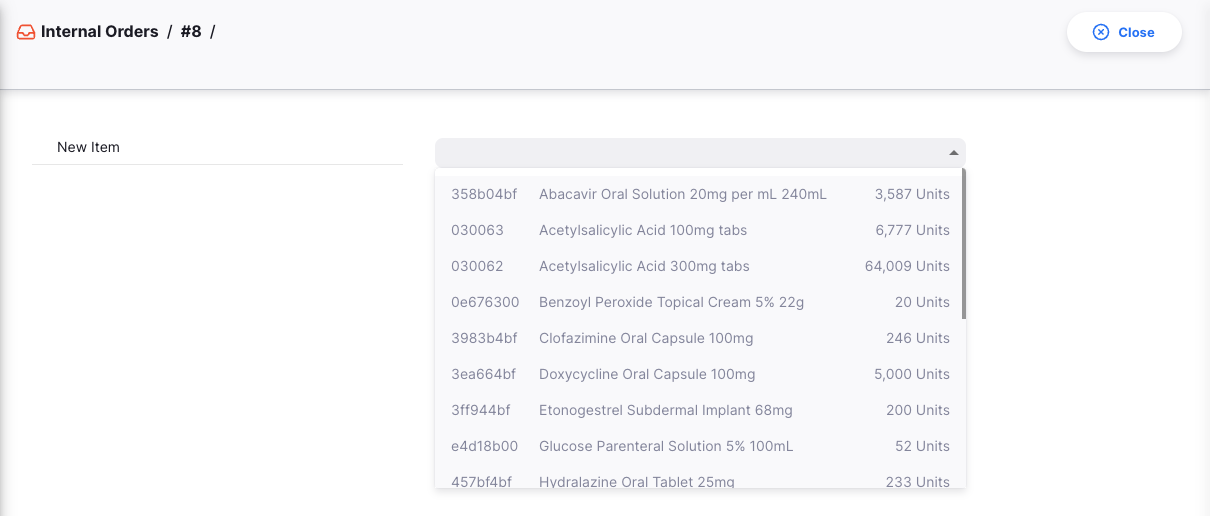 Internal Orders / #8 /
Close
New Item
358b04bf Abacavir Oral Solution 20mg per mL 240mL 3,587 Units
030063 Acetylsalicylic Acid 100mg tabs 6,777 Units
030062 Acetylsalicylic Acid 300mg tabs 64,009 Units
0e676300 Benzoyl Peroxide Topical Cream 5% 22g 20 Units
3983b4bf Clofazimine Oral Capsule 100mg 246 Units
3ea664bf Doxycycline Oral Capsule 100mg 5,000 Units
3ff944bf Etonogestrel Subdermal Implant 68mg 200 Units
e4d18b00 Glucose Parenteral Solution 5% 100mL 52 Units
457bf4bf Hydralazine Oral Tablet 25mg 233 Units